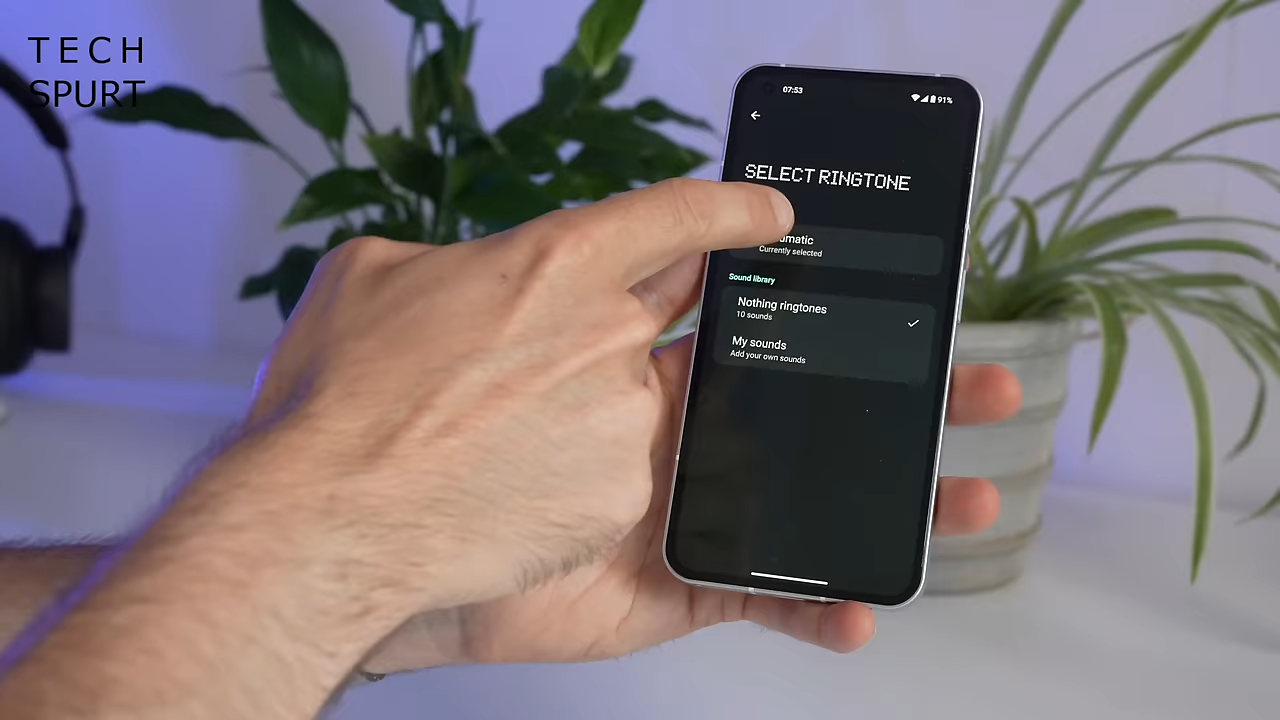 TECH
SPURT
07:53
91%
SELECT RINGTONE
Currently selected
Sound library
Nothing ringtones
10 sounds
My sounds
Add your own sounds